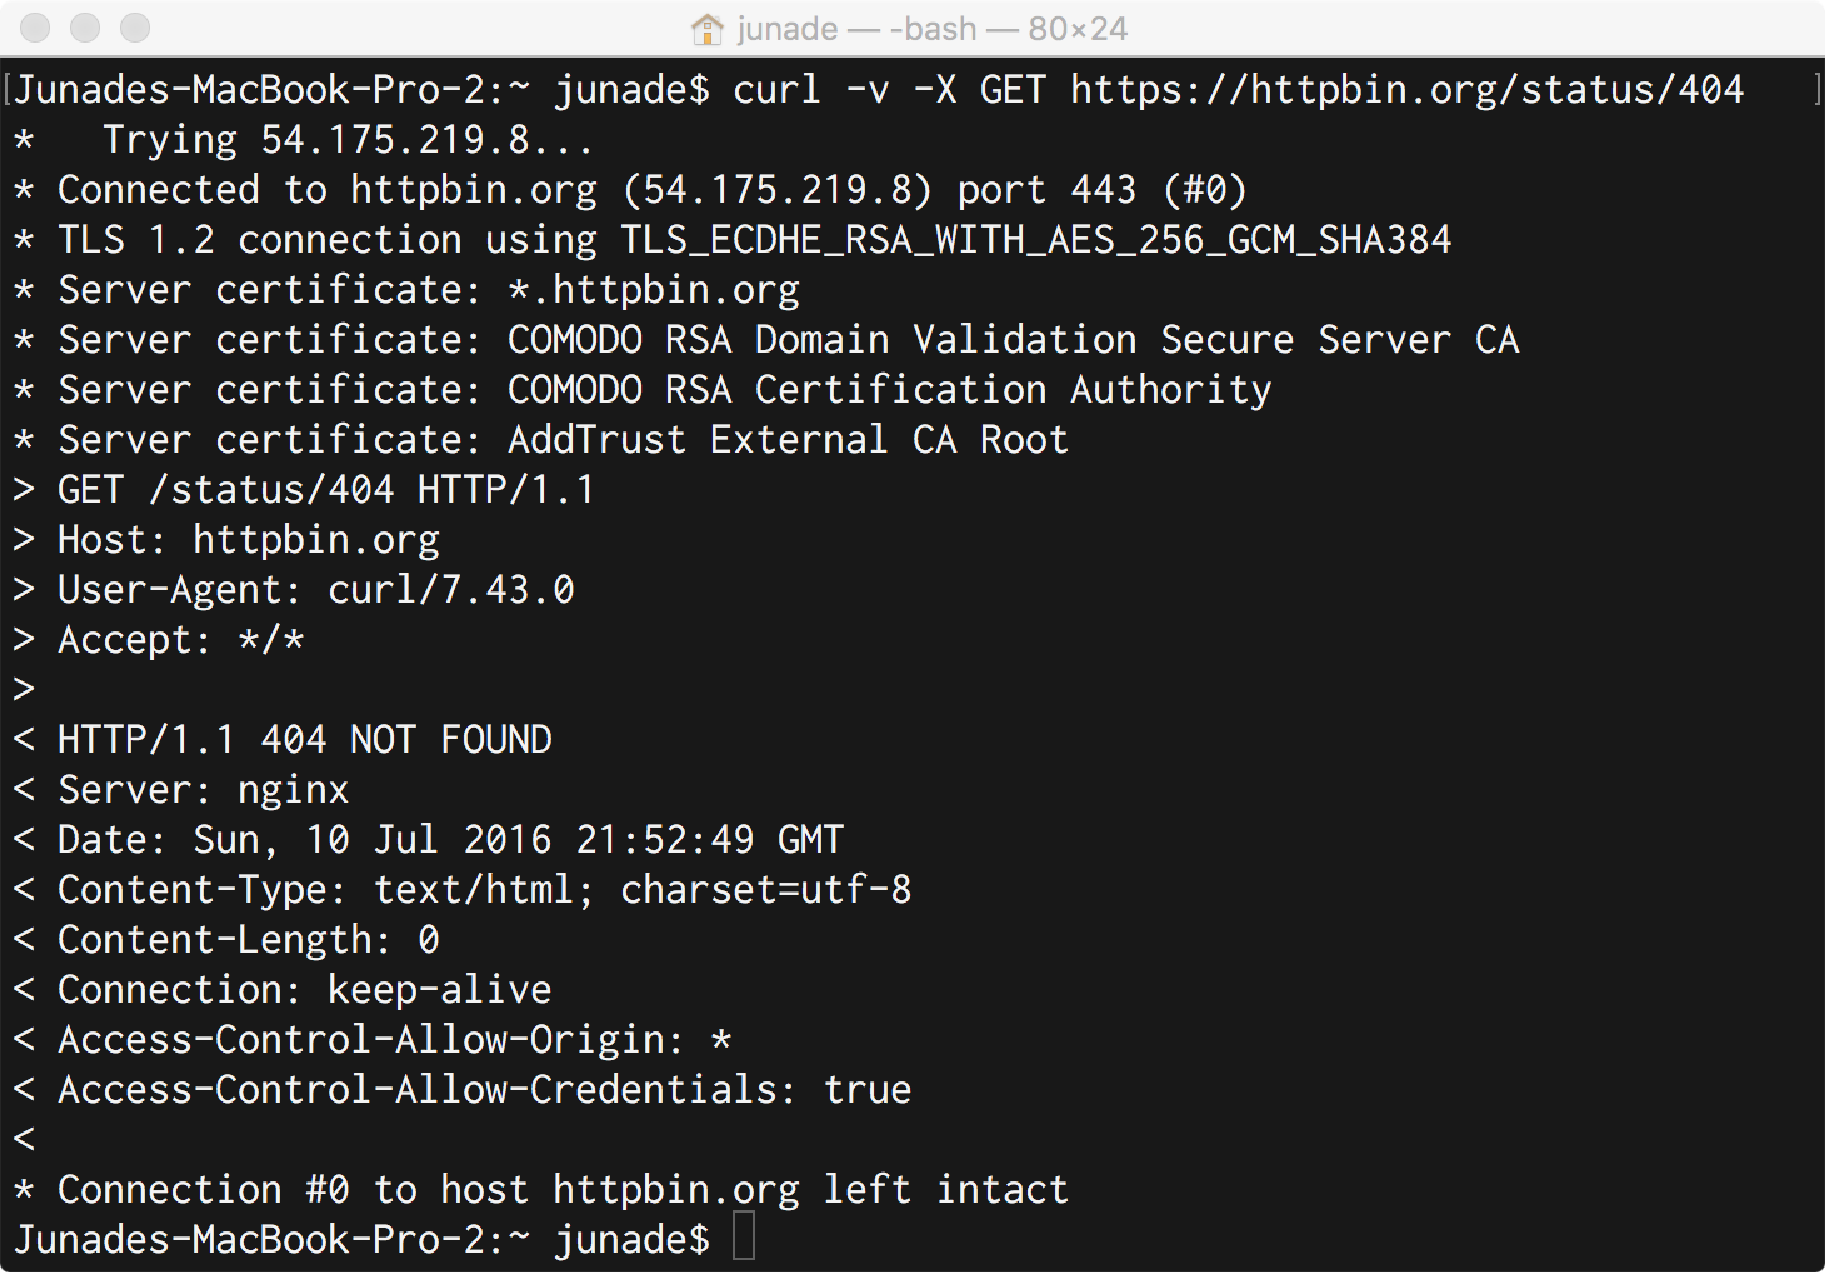 junade — -bash — 80×24
[Junades-MacBook-Pro-2:~ junade$ curl -v -X GET https://httpbin.org/status/404 ]
*   Trying 54.175.219.8...
* Connected to httpbin.org (54.175.219.8) port 443 (#0)
* TLS 1.2 connection using TLS_ECDHE_RSA_WITH_AES_256_GCM_SHA384
* Server certificate: *.httpbin.org
* Server certificate: COMODO RSA Domain Validation Secure Server CA
* Server certificate: COMODO RSA Certification Authority
* Server certificate: AddTrust External CA Root
> GET /status/404 HTTP/1.1
> Host: httpbin.org
> User-Agent: curl/7.43.0
> Accept: */*
>
< HTTP/1.1 404 NOT FOUND
< Server: nginx
< Date: Sun, 10 Jul 2016 21:52:49 GMT
< Content-Type: text/html; charset=utf-8
< Content-Length: 0
< Connection: keep-alive
< Access-Control-Allow-Origin: *
< Access-Control-Allow-Credentials: true
<
* Connection #0 to host httpbin.org left intact
Junades-MacBook-Pro-2:~ junade$